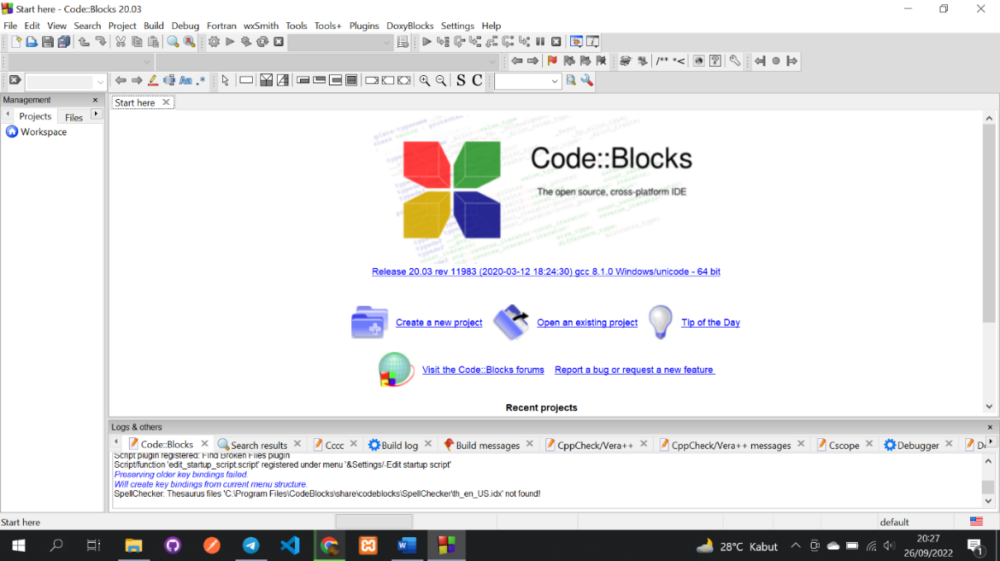 Start here - Code::Blocks 20.03
File Edit View Search Project Build Debug Fortran wxSmith Tools Tools+ Plugins DoxyBlocks Settings Help
/** *<
Aa .*
S C
Management
Projects Files
Workspace
Start here
Code::Blocks
The open source, cross-platform IDE
Release 20.03 rev 11983 (2020-03-12 18:24:30) gcc 8.1.0 Windows/unicode - 64 bit
Create a new project Open an existing project Tip of the Day
Visit the Code::Blocks forums Report a bug or request a new feature
Recent projects
Logs & others
Code::Blocks Search results Cccc Build log Build messages CppCheck/Vera++ CppCheck/Vera++ messages Cscope Debugger
Script plugin registered: Find Broken Files plugin
Script/function 'edit_startup_script.script' registered under menu '&Settings/-Edit startup script'
Preserving older key bindings failed.
Will create key bindings from current menu structure.
SpellChecker: Thesaurus files 'C:\Program Files\CodeBlocks\share\codeblocks\SpellChecker\th_en_US.idx' not found!
Start here default
28°C Kabut
20:27
26/09/2022
1